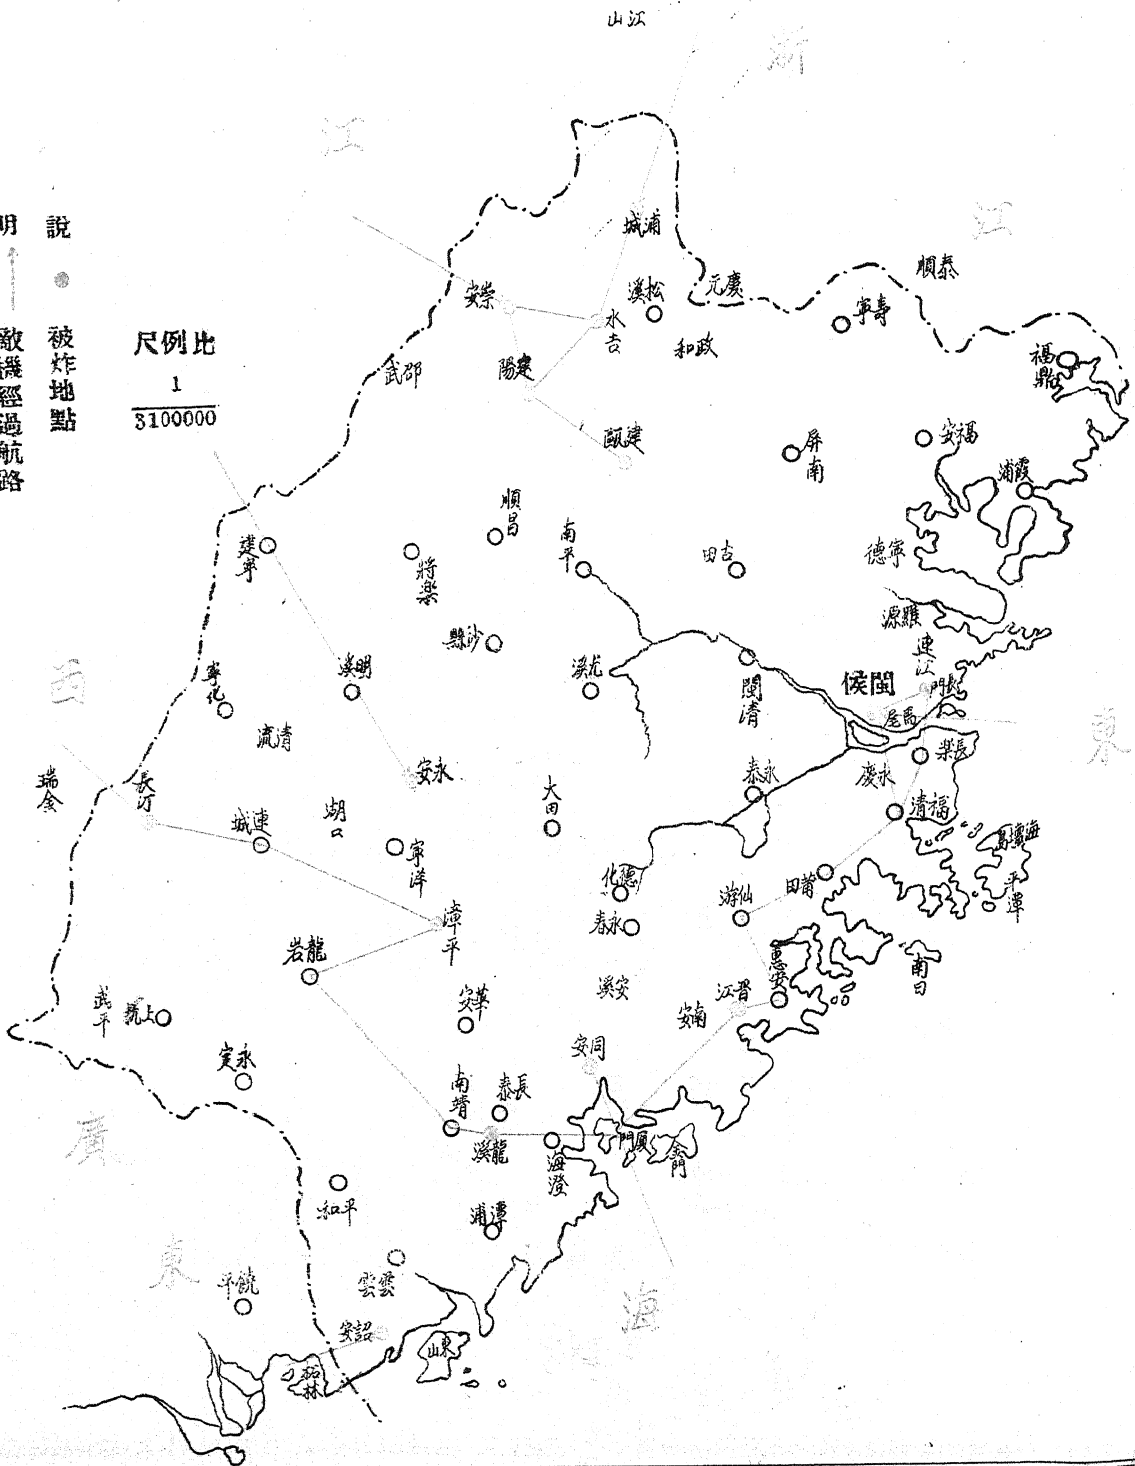 江山
浙
江
江
西
廣
東
東
海
說明
被炸地點
敵機經過航路
比例尺
1
3100000
浦城
松溪
慶元
泰順
壽寧
福鼎
崇安
水吉
政和
建陽
邵武
建甌
屏南
福安
霞浦
順昌
南平
古田
寧德
建寧
將樂
沙縣
羅源
連江
明溪
尤溪
閩清
閩侯
馬尾
寧化
清流
長樂
永安
永泰
永慶
瑞金
長汀
連城
湖口
大田
福清
寧洋
海壇島
平潭
德化
莆田
仙游
漳平
永春
龍岩
惠安
南日
安溪
晉江
南安
武平
上杭
華安
同安
永定
南靖
長泰
龍溪
海澄
厦門
金門
平和
漳浦
饒平
詔安
東山
柘林